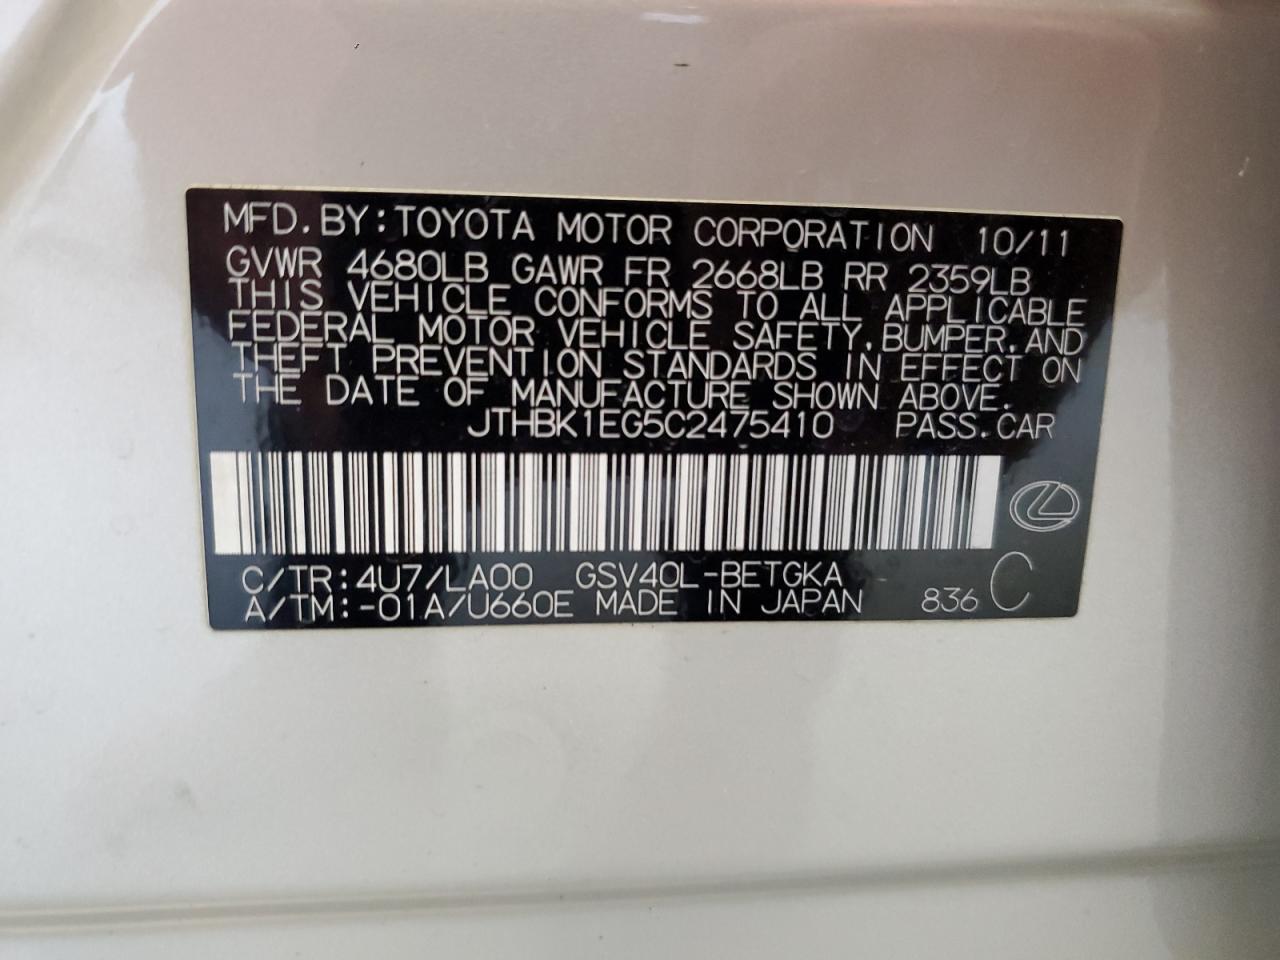 MFD. BY: TOYOTA MOTOR CORPORATION 10/11
GVWR 4680LB GAWR FR 2668LB RR 2359LB
THIS VEHICLE CONFORMS TO ALL APPLICABLE
FEDERAL MOTOR VEHICLE SAFETY, BUMPER, AND
THEFT PREVENTION STANDARDS IN EFFECT ON
THE DATE OF MANUFACTURE SHOWN ABOVE.
JTHBK1EG5C2475410 PASS. CAR
C/TR: 4U7/LA00 GSV40L-BETGKA
A/TM: -01A/U660E MADE IN JAPAN 836 C